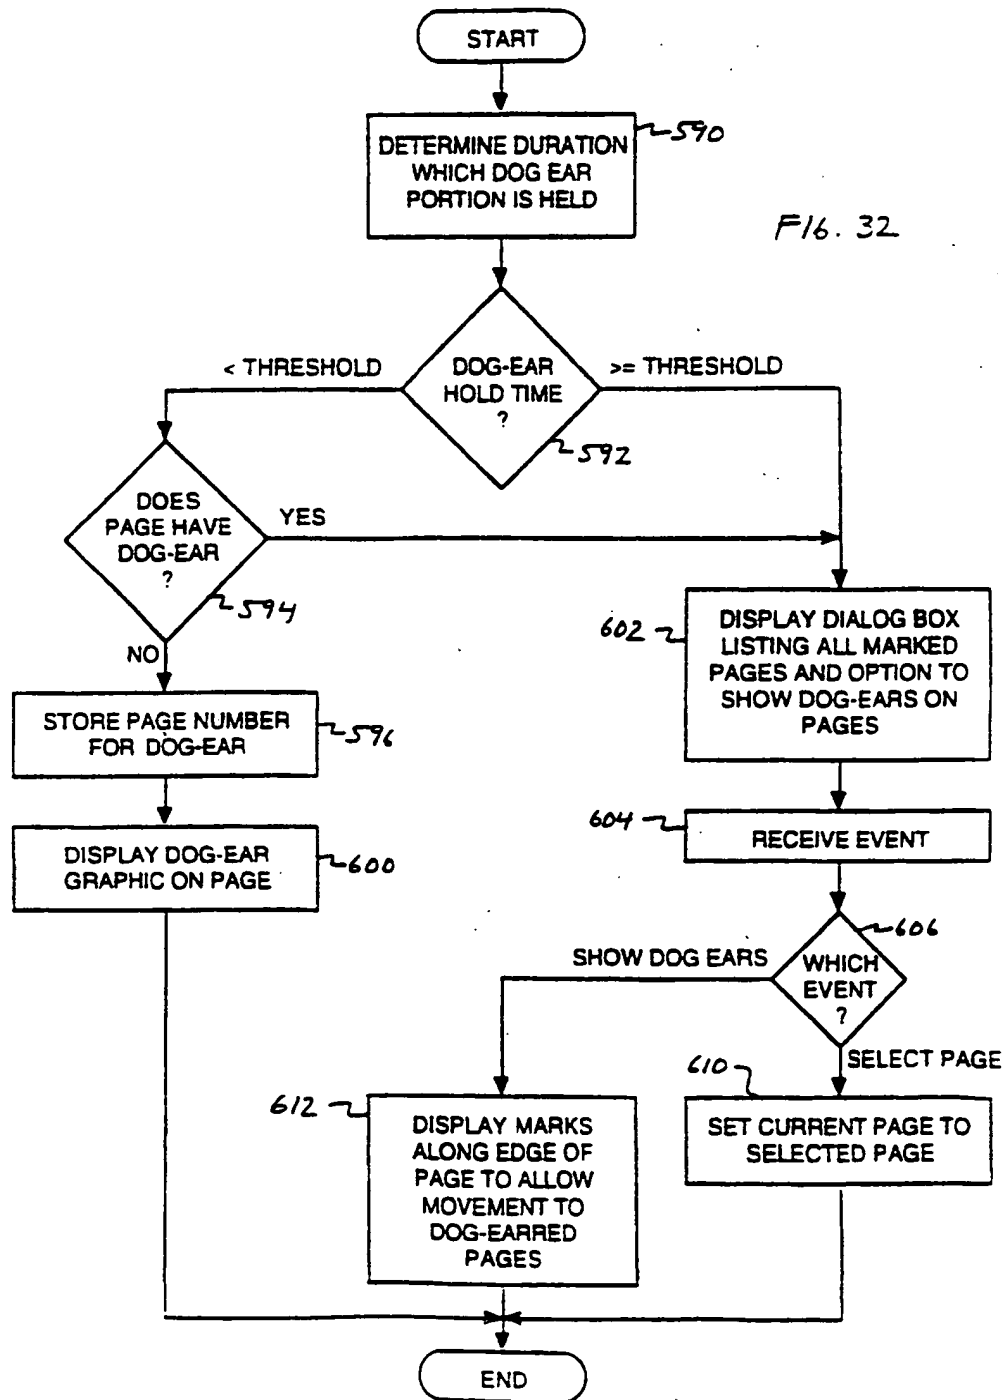 START
DETERMINE DURATION
WHICH DOG EAR
PORTION IS HELD
590
FIG. 32
< THRESHOLD
DOG-EAR
HOLD TIME
?
>= THRESHOLD
592
DOES
PAGE HAVE
DOG-EAR
?
YES
594
NO
602
DISPLAY DIALOG BOX
LISTING ALL MARKED
PAGES AND OPTION TO
SHOW DOG-EARS ON
PAGES
STORE PAGE NUMBER
FOR DOG-EAR
596
604
RECEIVE EVENT
DISPLAY DOG-EAR
GRAPHIC ON PAGE
600
606
SHOW DOG EARS
WHICH
EVENT
?
SELECT PAGE
610
SET CURRENT PAGE TO
SELECTED PAGE
612
DISPLAY MARKS
ALONG EDGE OF
PAGE TO ALLOW
MOVEMENT TO
DOG-EARRED
PAGES
END